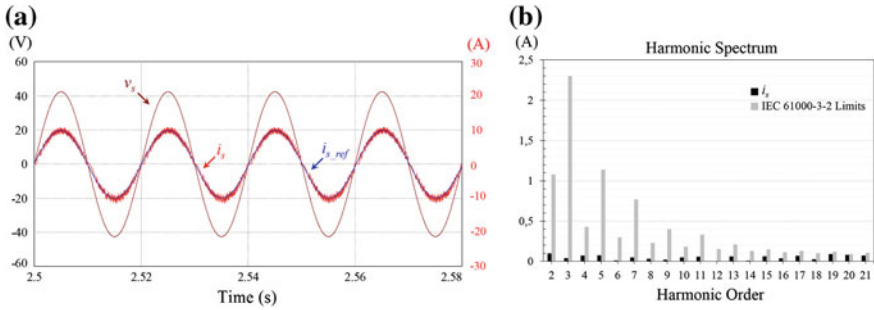 (a)
(V)
(A)
60
40
20
0
-20
-40
-60
30
20
10
0
-10
-20
-30
v_s
i_s
i_s_ref
2.5
2.52
2.54
2.56
2.58
Time (s)
(b)
(A)
Harmonic Spectrum
2,5
2
1,5
1
0,5
0
i_s
IEC 61000-3-2 Limits
2 3 4 5 6 7 8 9 10 11 12 13 14 15 16 17 18 19 20 21
Harmonic Order